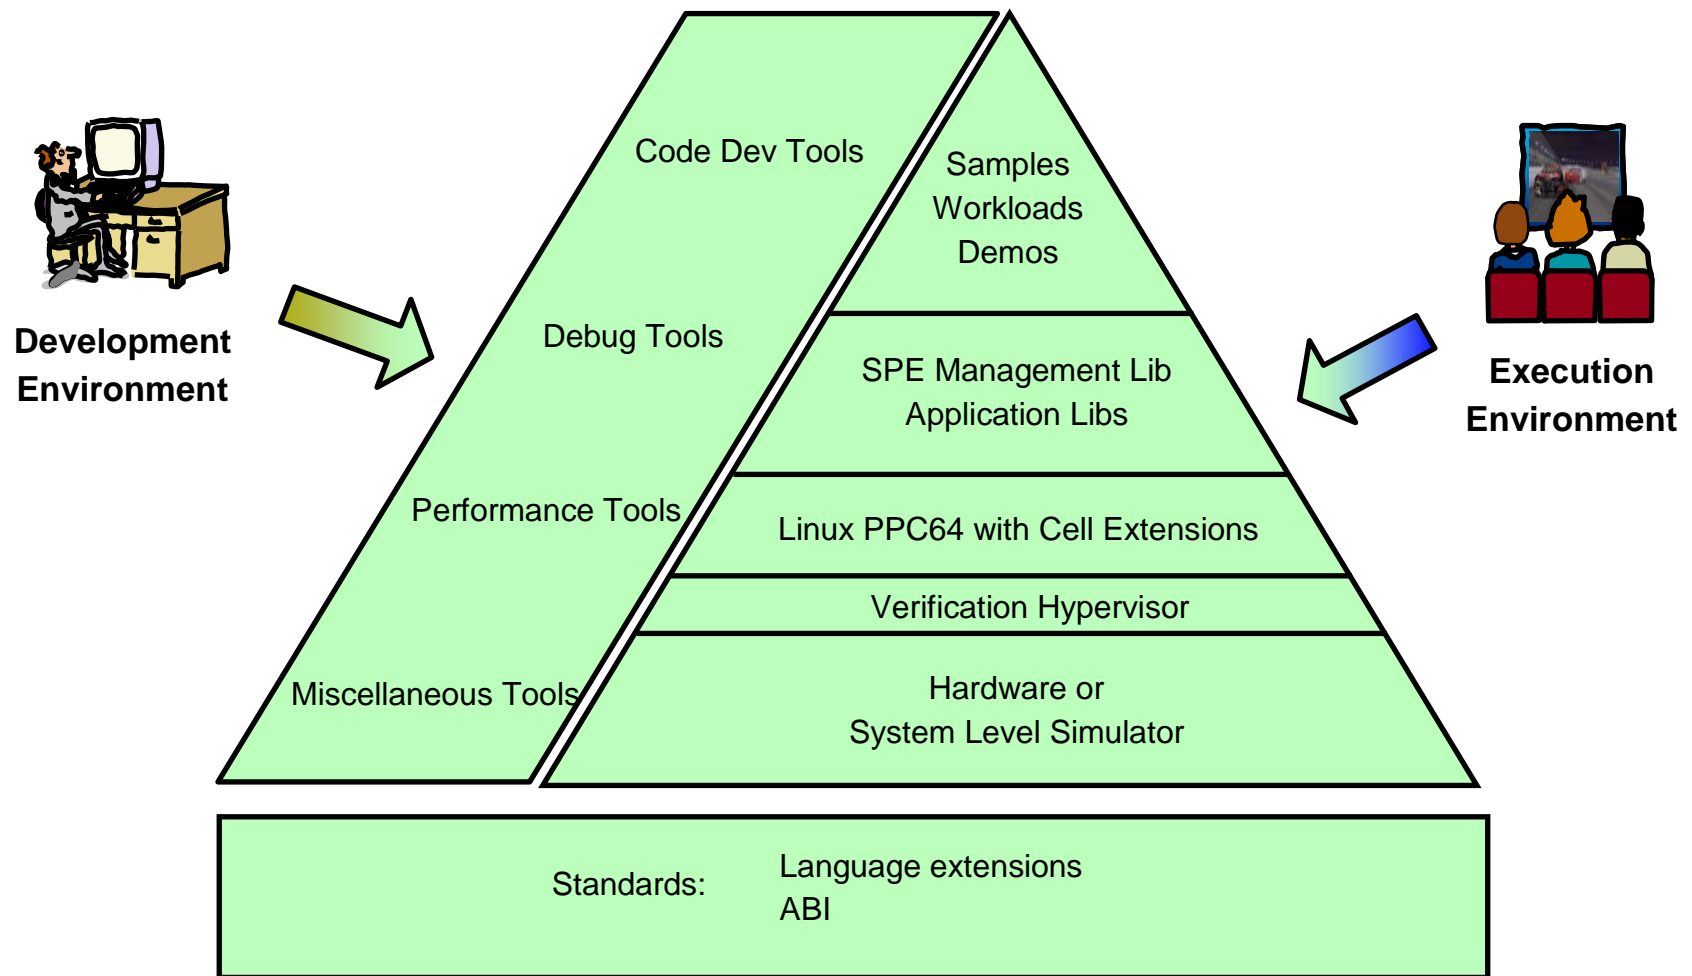 Code Dev Tools
Samples
Workloads
Demos
Development
Environment
Debug Tools
SPE Management Lib
Application Libs
Execution
Environment
Performance Tools
Linux PPC64 with Cell Extensions
Verification Hypervisor
Miscellaneous Tools
Hardware or
System Level Simulator
Standards:
Language extensions
ABI